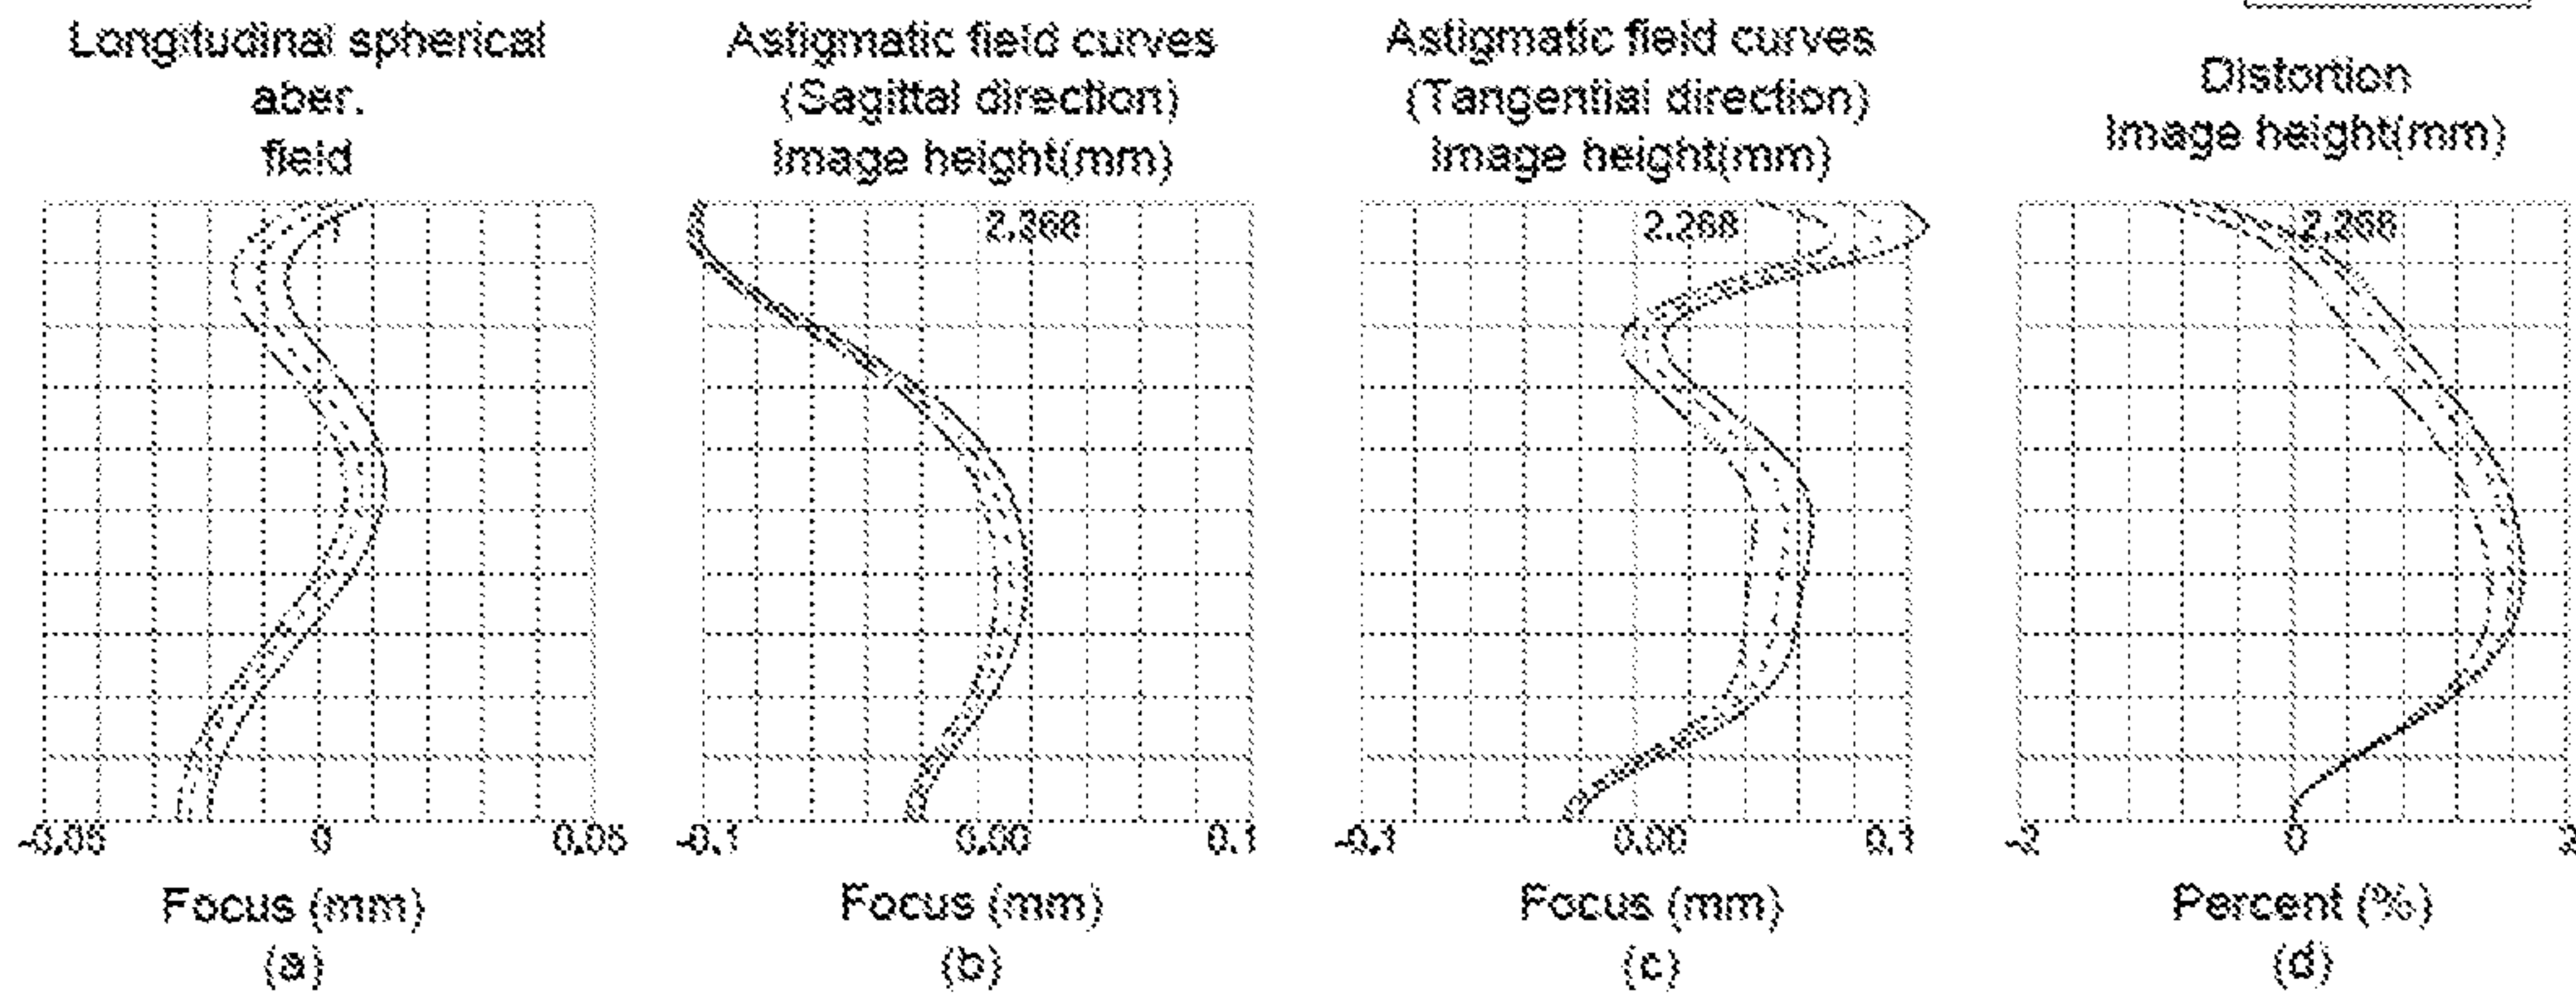 Longitudinal spherical
aber.
field
Astigmatic field curves
(Sagittal direction)
Image height(mm)
Astigmatic field curves
(Tangential direction)
Image height(mm)
Distortion
Image height(mm)
1
2.268
2.268
2.268
-0.05 0 0.05
-0.1 0.00 0.1
-0.1 0.00 0.1
-2 0 2
Focus (mm)
Focus (mm)
Focus (mm)
Percent (%)
(a)
(b)
(c)
(d)